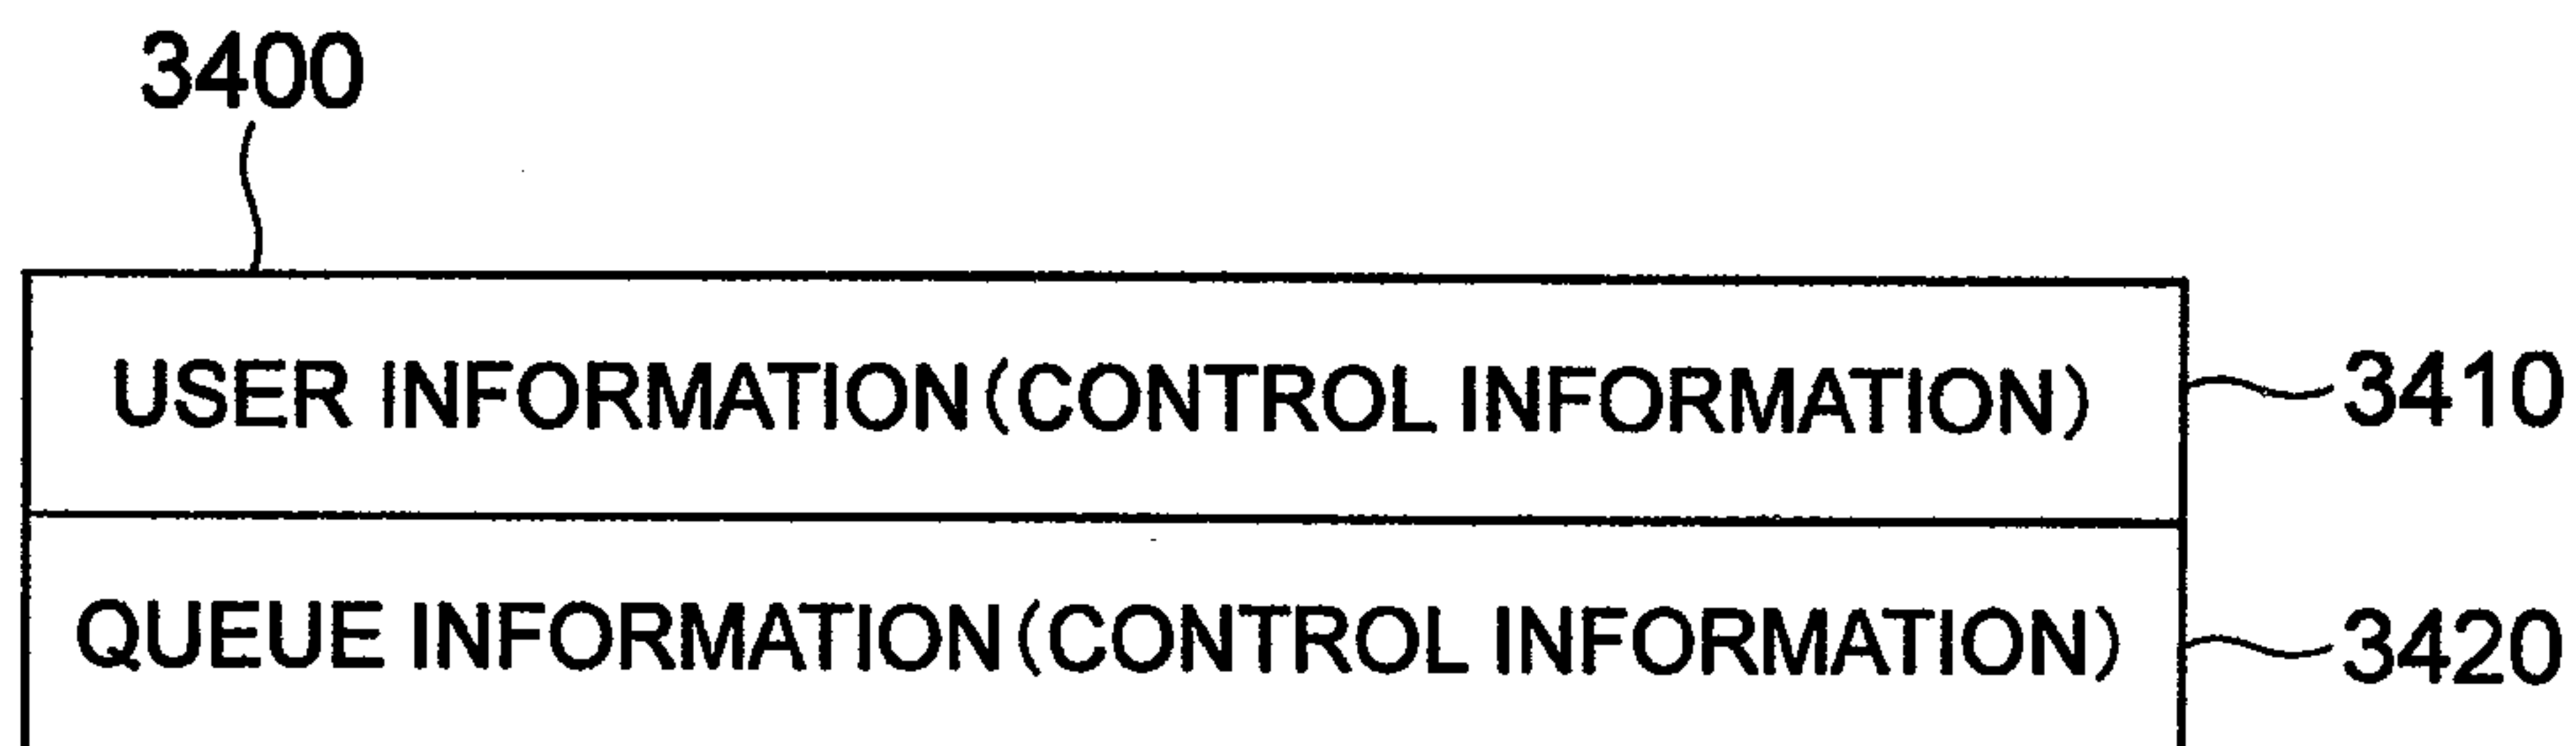 3400
USER INFORMATION(CONTROL INFORMATION) 3410
QUEUE INFORMATION(CONTROL INFORMATION) 3420